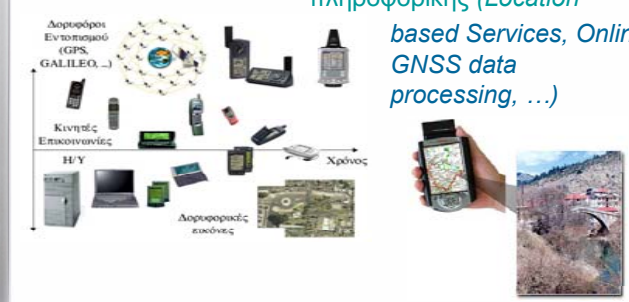 πληροφορικής (Location
based Services, Onlin
GNSS data
processing, …)
Δορυφόροι
Εντοπισμού
(GPS,
GALILEO, ...)
Κινητές
Επικοινωνίες
Η/Υ
Χρόνος
Δορυφορικές
εικόνες